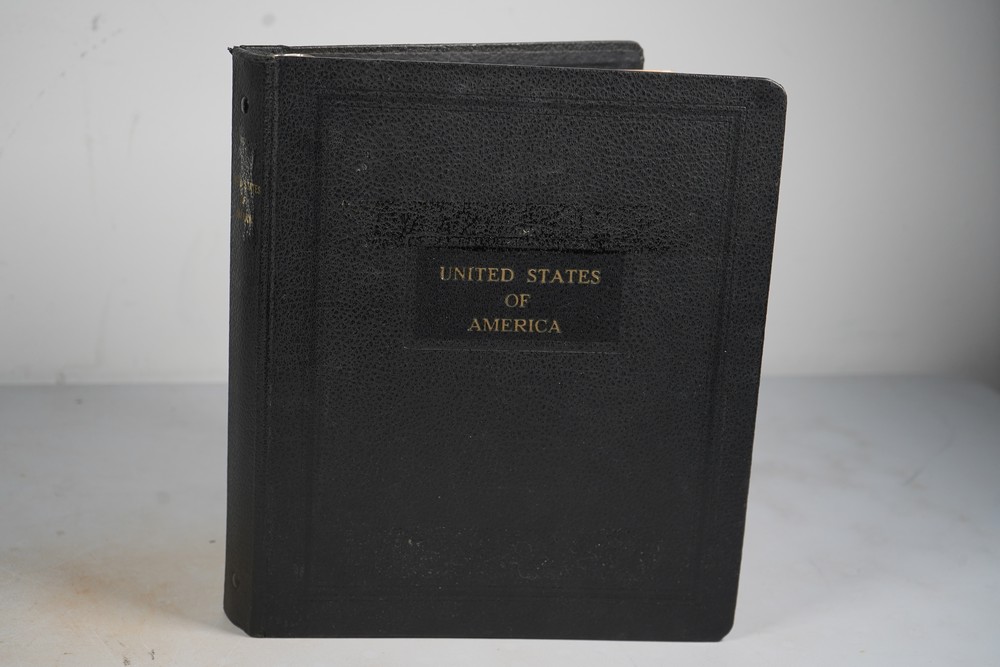 UNITED STATES
OF
AMERICA